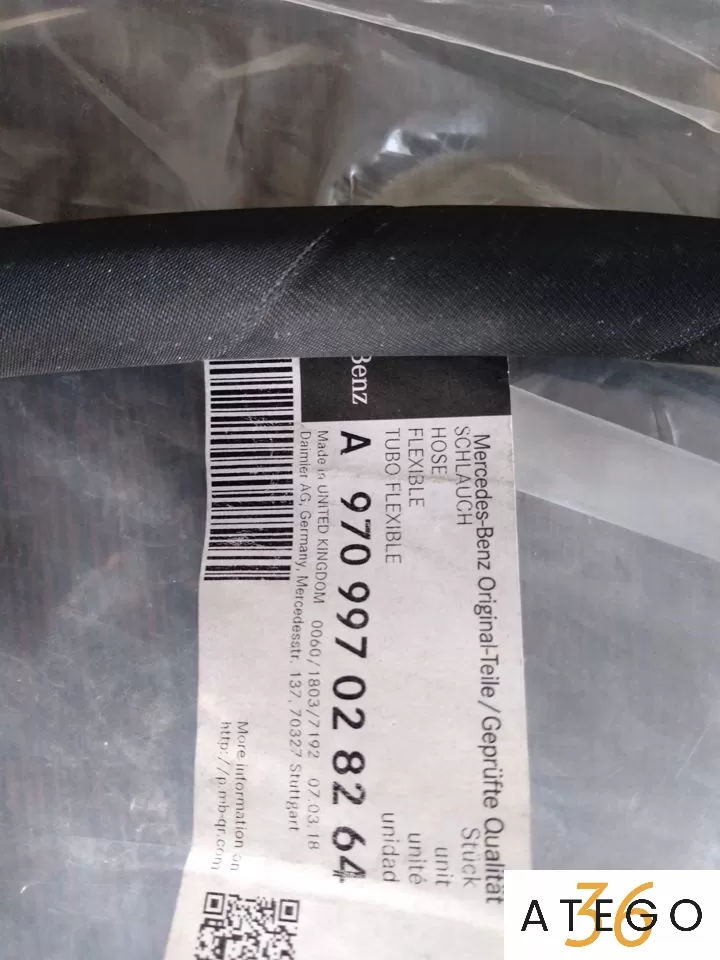 Benz
Mercedes-Benz Original-Teile/Geprüfte Qualität
SCHLAUCH Stück
HOSE unit
FLEXIBLE unité
TUBO FLEXIBLE unidad
A 970 997 02 82 64
Made in UNITED KINGDOM 0060/1803/7192 07.03.18
Daimler AG, Germany, Mercedesstr. 137, 70327 Stuttgart
More information on
http://p.mb-qr.com
ATEGO
36